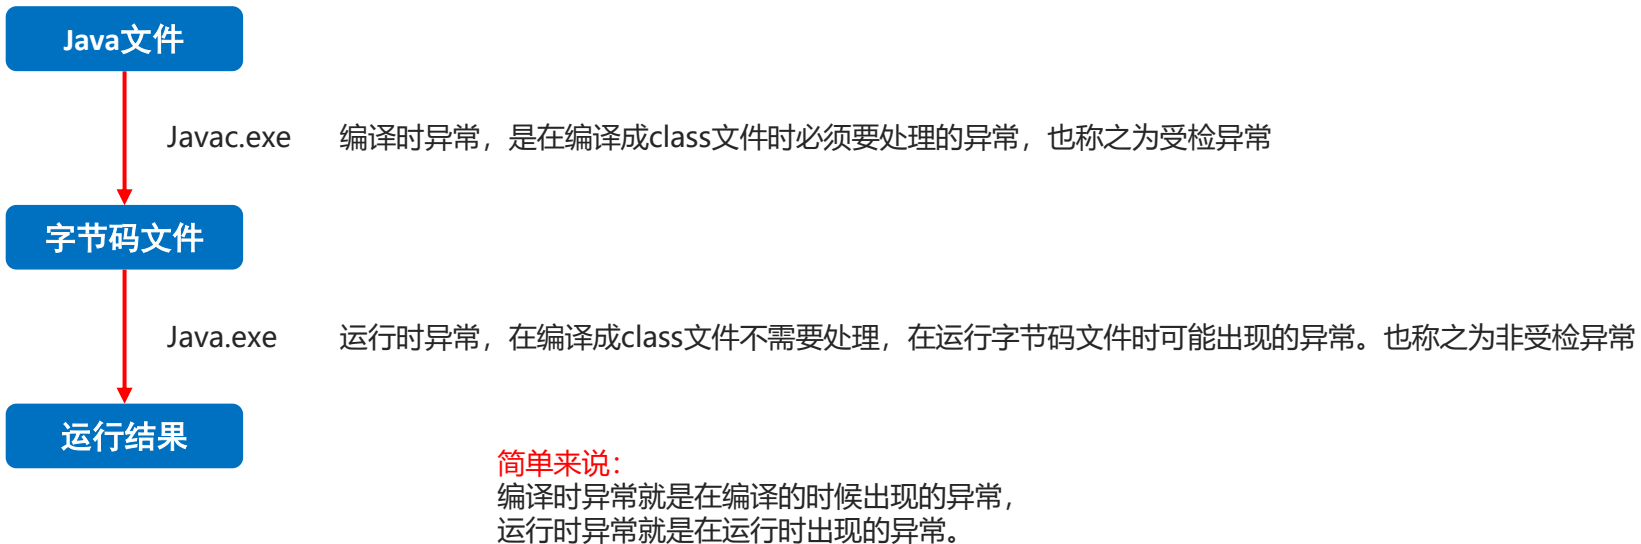 Java文件
Javac.exe 编译时异常，是在编译成class文件时必须要处理的异常，也称之为受检异常
字节码文件
Java.exe 运行时异常，在编译成class文件不需要处理，在运行字节码文件时可能出现的异常。也称之为非受检异常
运行结果
简单来说：
编译时异常就是在编译的时候出现的异常，
运行时异常就是在运行时出现的异常。